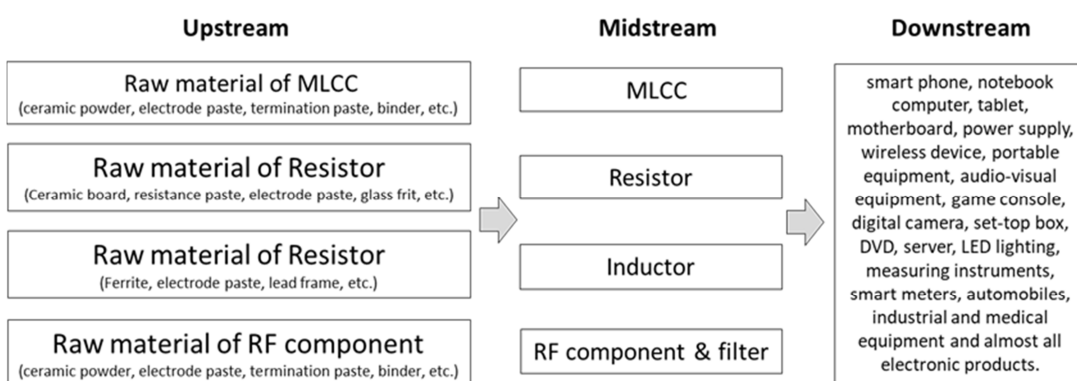 Upstream
Midstream
Downstream
Raw material of MLCC
(ceramic powder, electrode paste, termination paste, binder, etc.)
Raw material of Resistor
(Ceramic board, resistance paste, electrode paste, glass frit, etc.)
Raw material of Resistor
(Ferrite, electrode paste, lead frame, etc.)
Raw material of RF component
(ceramic powder, electrode paste, termination paste, binder, etc.)
MLCC
Resistor
Inductor
RF component & filter
smart phone, notebook
computer, tablet,
motherboard, power supply,
wireless device, portable
equipment, audio-visual
equipment, game console,
digital camera, set-top box,
DVD, server, LED lighting,
measuring instruments,
smart meters, automobiles,
industrial and medical
equipment and almost all
electronic products.